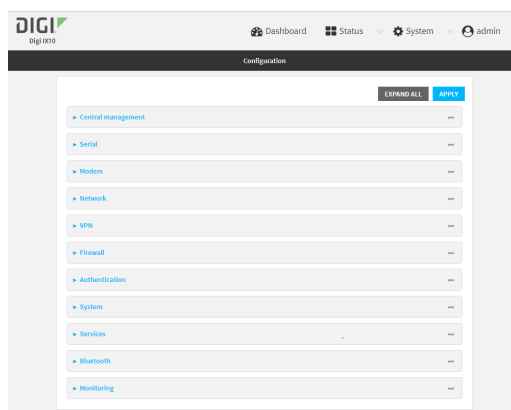 DIGI
Digi IX10
Dashboard Status System admin
Configuration
EXPAND ALL APPLY
Central management
Serial
Modem
Network
VPN
Firewall
Authentication
System
Services
Bluetooth
Monitoring